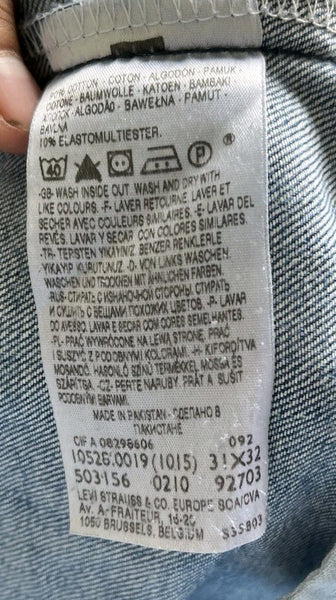 90% COTTON - COTON - ALGODÓN - PAMUK -
COTONE - BAUMWOLLE - KATOEN - BAMBAKI
ХЛОПОК - ALGODÃO - BAWEŁNA - PAMUT -
BAVLNA
10% ELASTOMULTIESTER.
40 P
-GB- WASH INSIDE OUT. WASH AND DRY WITH
LIKE COLOURS. -F- LAVER RETOURNE. LAVER ET
SECHER AVEC COULEURS SIMILAIRES. -E- LAVAR DEL
REVÉS. LAVAR Y SECAR CON COLORES SIMILARES.
-TR- TERSTEN YIKAYINIZ. BENZER RENKLERLE
YIKAYIP KURUTUNUZ. -D- VON LINKS WASCHEN.
WASCHEN UND TROCKNEN MIT ÄHNLICHEN FARBEN.
-RUS- СТИРАТЬ С ИЗНАНОЧНОЙ СТОРОНЫ. СТИРАТЬ
И СУШИТЬ С ВЕЩАМИ ПОХОЖИХ ЦВЕТОВ. -P- LAVAR
DO AVESSO. LAVAR E SECAR COM CORES SEMELHANTES.
-PL- PRAĆ WYWRÓCONE NA LEWĄ STRONĘ, PRAĆ
I SUSZYĆ Z PODOBNYMI KOLORAMI. -H- KIFORDÍTVA
MOSANDÓ. HASONLÓ SZÍNŰ TERMÉKKEL MOSSA ÉS
SZÁRÍTSA. -CZ- PERTE NARUBY. PRÁT A SUŠIT
S PODOBNÝMI BARVAMI.
MADE IN PAKISTAN - СДЕЛАНО В
ПАКИСТАНЕ
CIF A 08298606 092
10526.0019 (1015) 31X32
503156 0210 92703
LEVI STRAUSS & CO. EUROPE SCA/CVA
Av. A.-FRAITEUR, 15-23
1050 BRUSSELS, BELGIUM